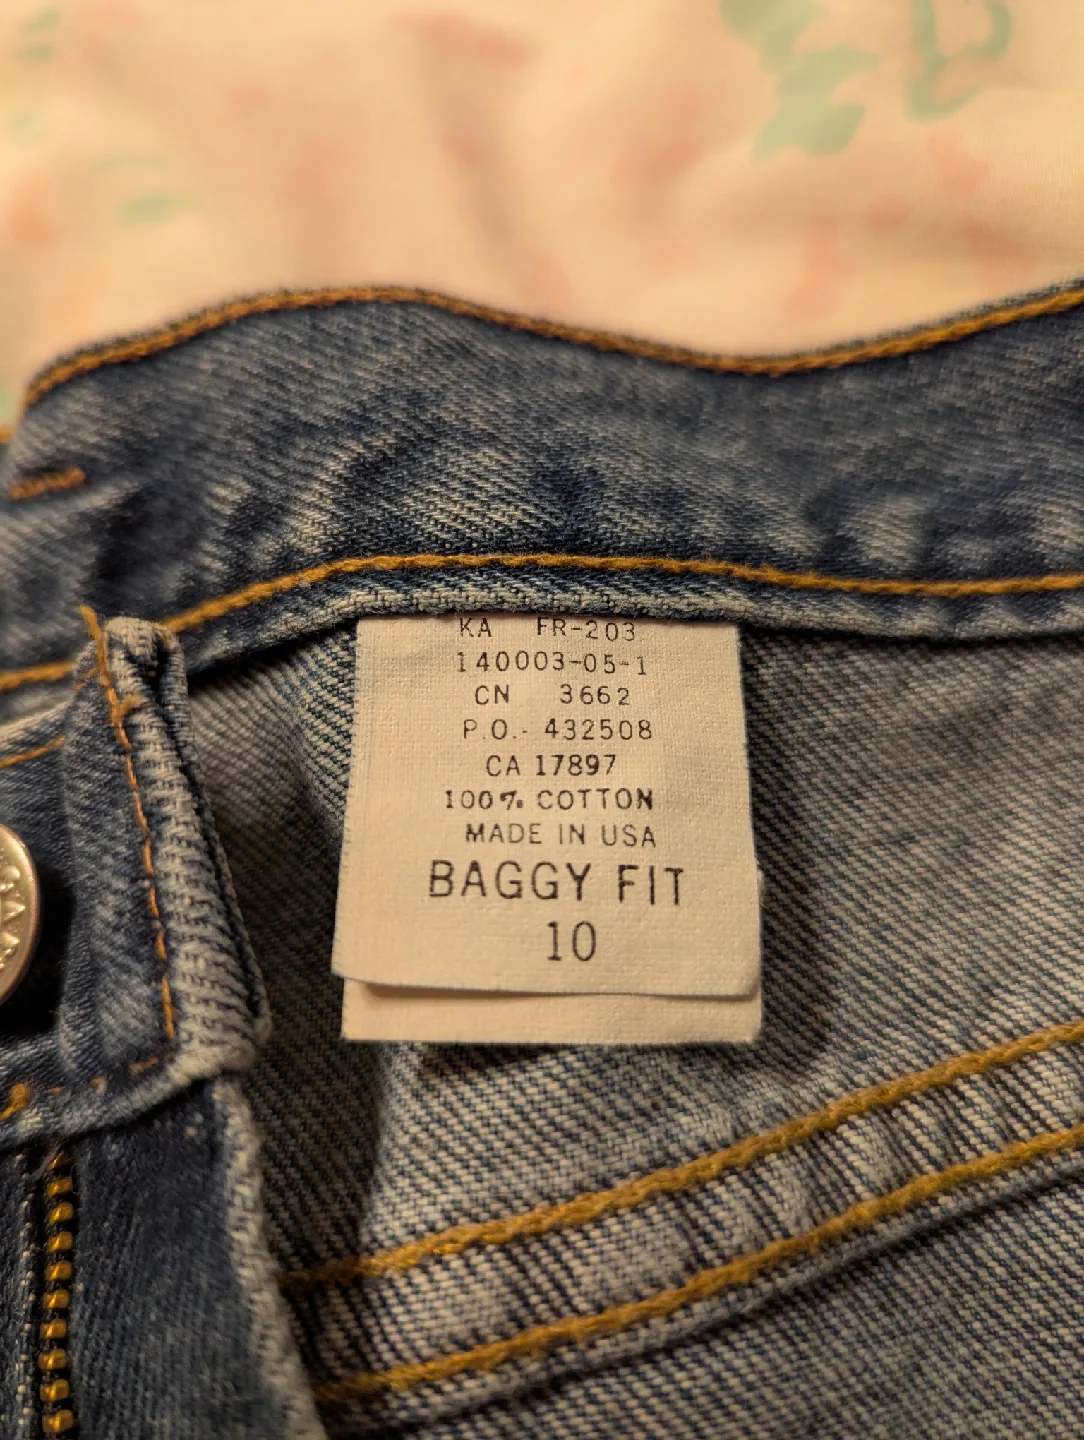 KA FR-203
140003-05-1
CN 3662
P.O.- 432508
CA 17897
100% COTTON
MADE IN USA
BAGGY FIT
10